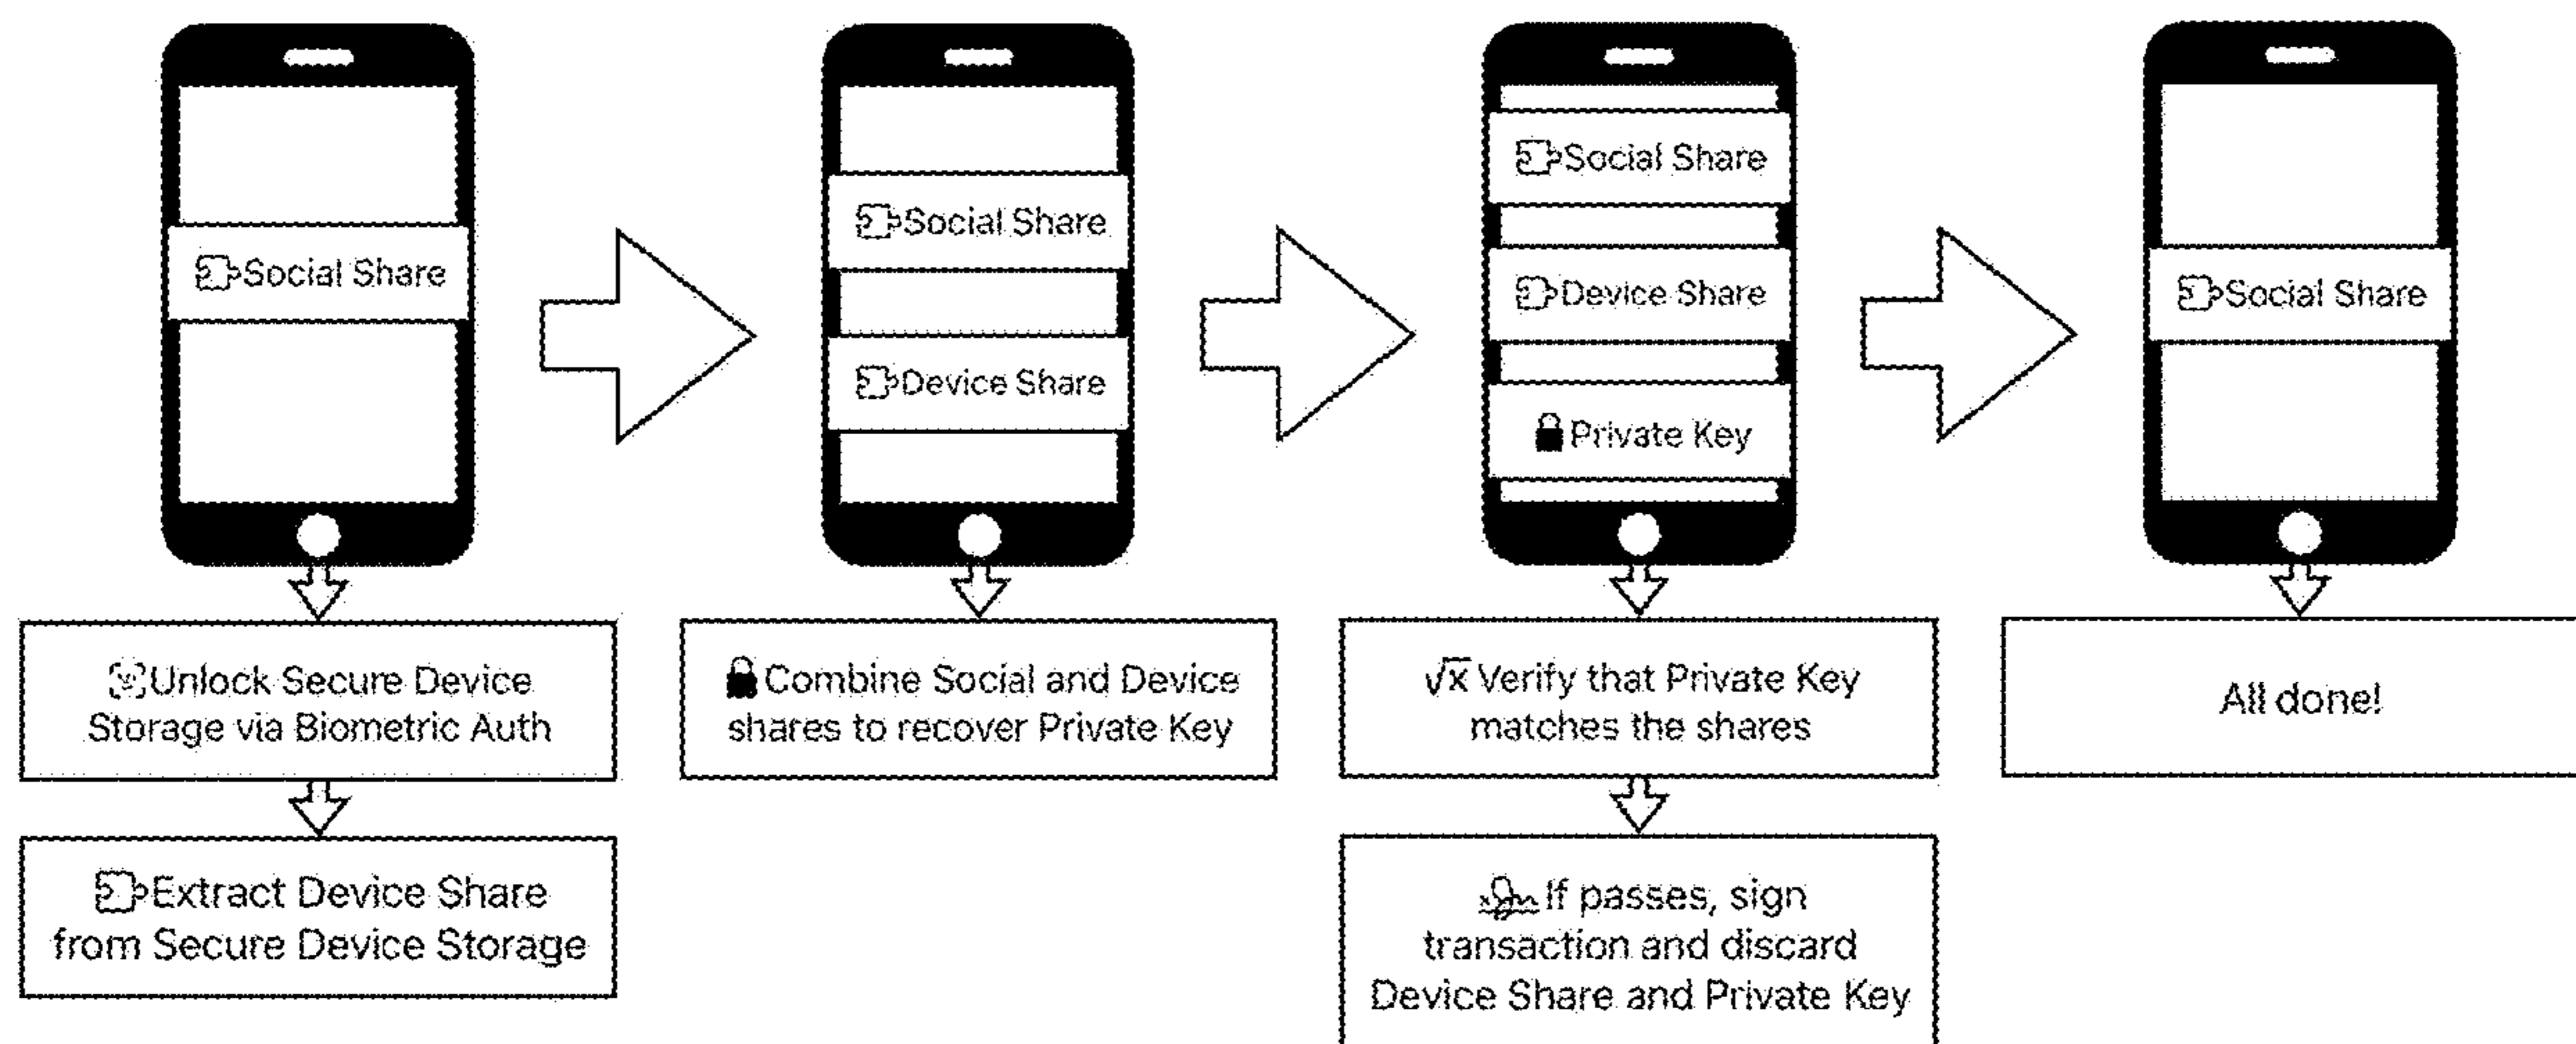 Social Share
Unlock Secure Device
Storage via Biometric Auth
Extract Device Share
from Secure Device Storage
Social Share
Device Share
Combine Social and Device
shares to recover Private Key
Social Share
Device Share
Private Key
√x Verify that Private Key
matches the shares
If passes, sign
transaction and discard
Device Share and Private Key
Social Share
All done!